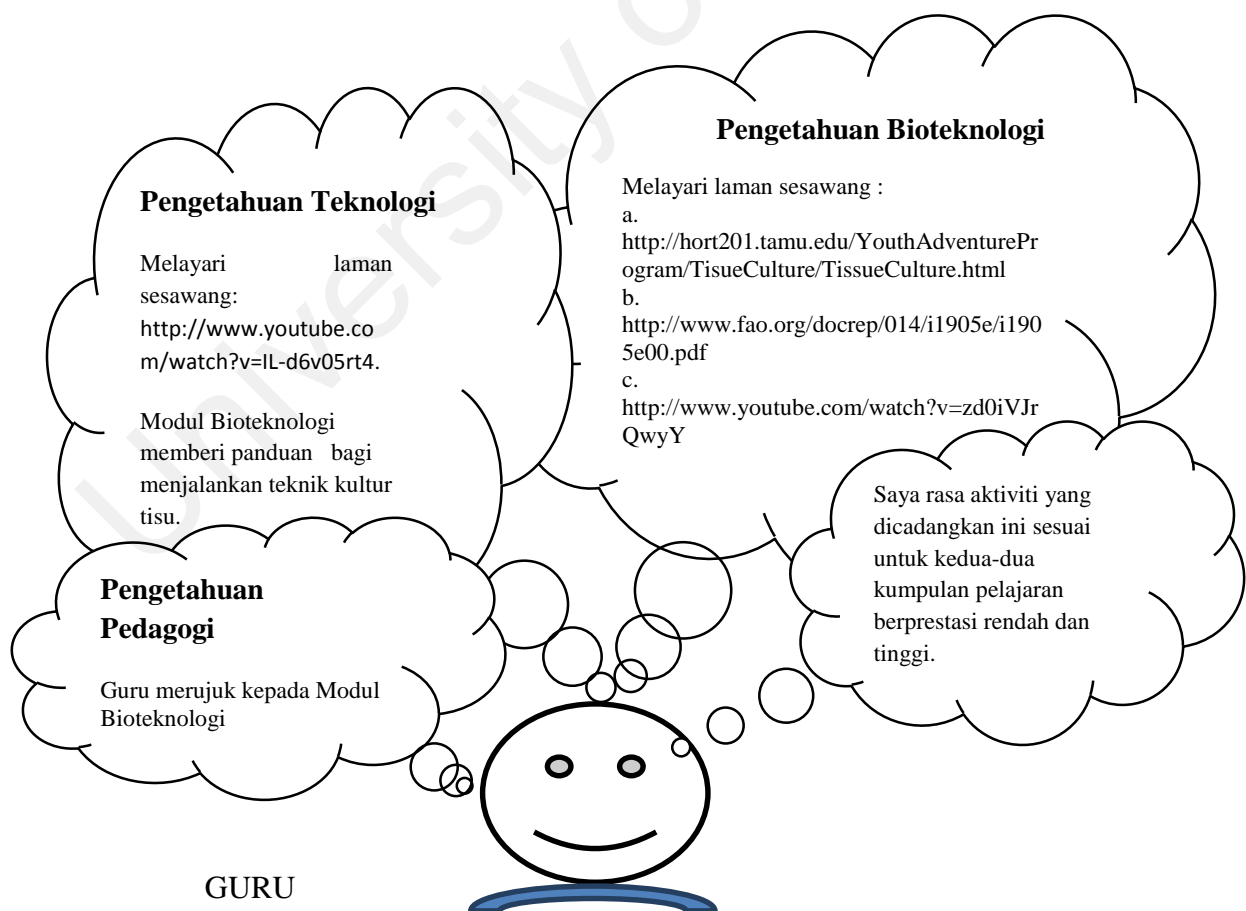 Pengetahuan Teknologi
Melayari laman
sesawang:
http://www.youtube.co
m/watch?v=IL-d6v05rt4.
Modul Bioteknologi
memberi panduan bagi
menjalankan teknik kultur
tisu.
Pengetahuan Bioteknologi
Melayari laman sesawang :
a.
http://hort201.tamu.edu/YouthAdventurePr
ogram/TisueCulture/TissueCulture.html
b.
http://www.fao.org/docrep/014/i1905e/i190
5e00.pdf
c.
http://www.youtube.com/watch?v=zd0iVJr
QwyY
Pengetahuan
Pedagogi
Guru merujuk kepada Modul
Bioteknologi
Saya rasa aktiviti yang
dicadangkan ini sesuai
untuk kedua-dua
kumpulan pelajaran
berprestasi rendah dan
tinggi.
GURU
University